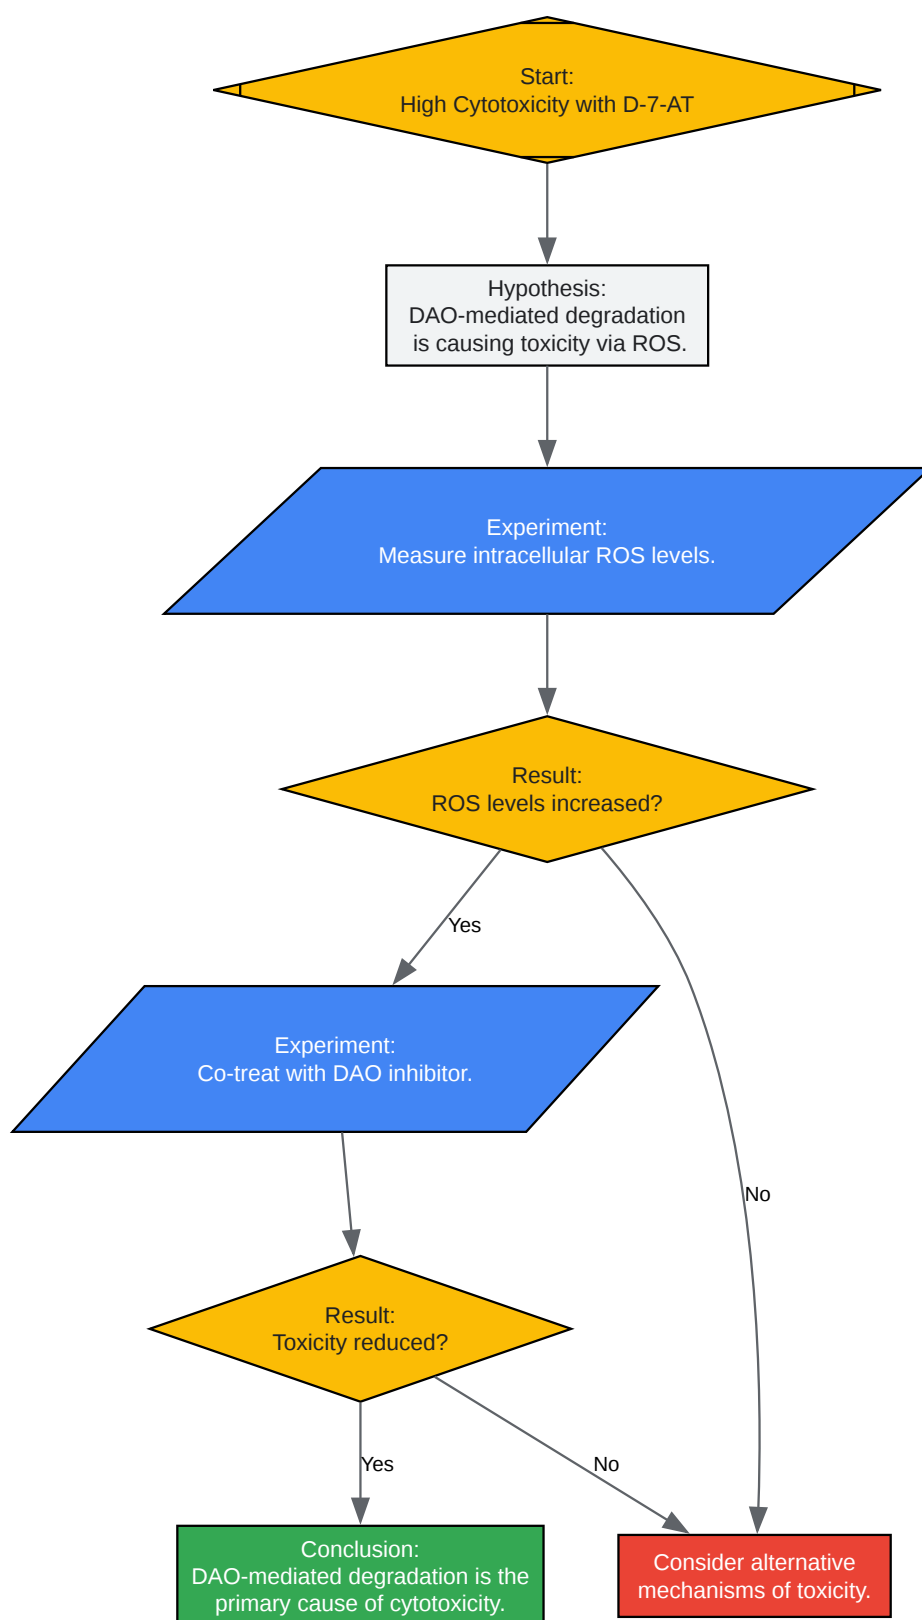 Start:
High Cytotoxicity with D-7-AT
Hypothesis:
DAO-mediated degradation
is causing toxicity via ROS.
Experiment:
Measure intracellular ROS levels.
Result:
ROS levels increased?
Yes
Experiment:
Co-treat with DAO inhibitor.
No
Result:
Toxicity reduced?
Yes
No
Conclusion:
DAO-mediated degradation is the
primary cause of cytotoxicity.
Consider alternative
mechanisms of toxicity.